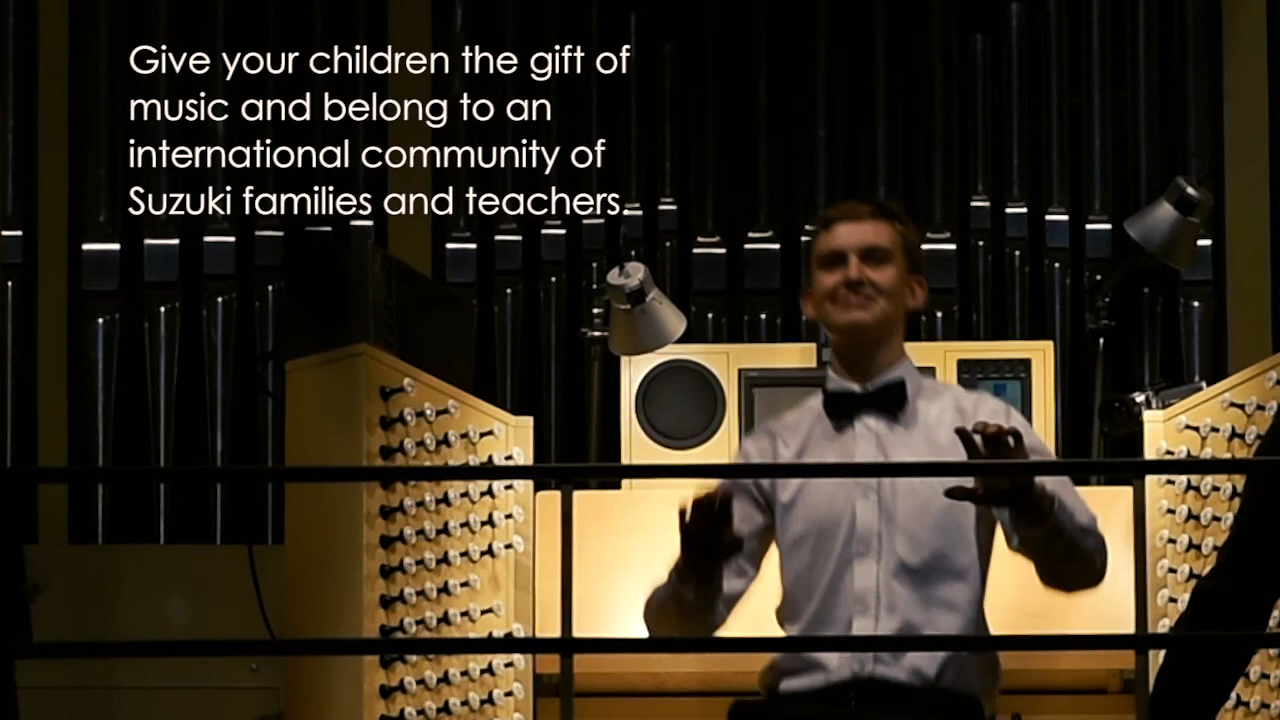 Give your children the gift of
music and belong to an
international community of
Suzuki families and teachers.